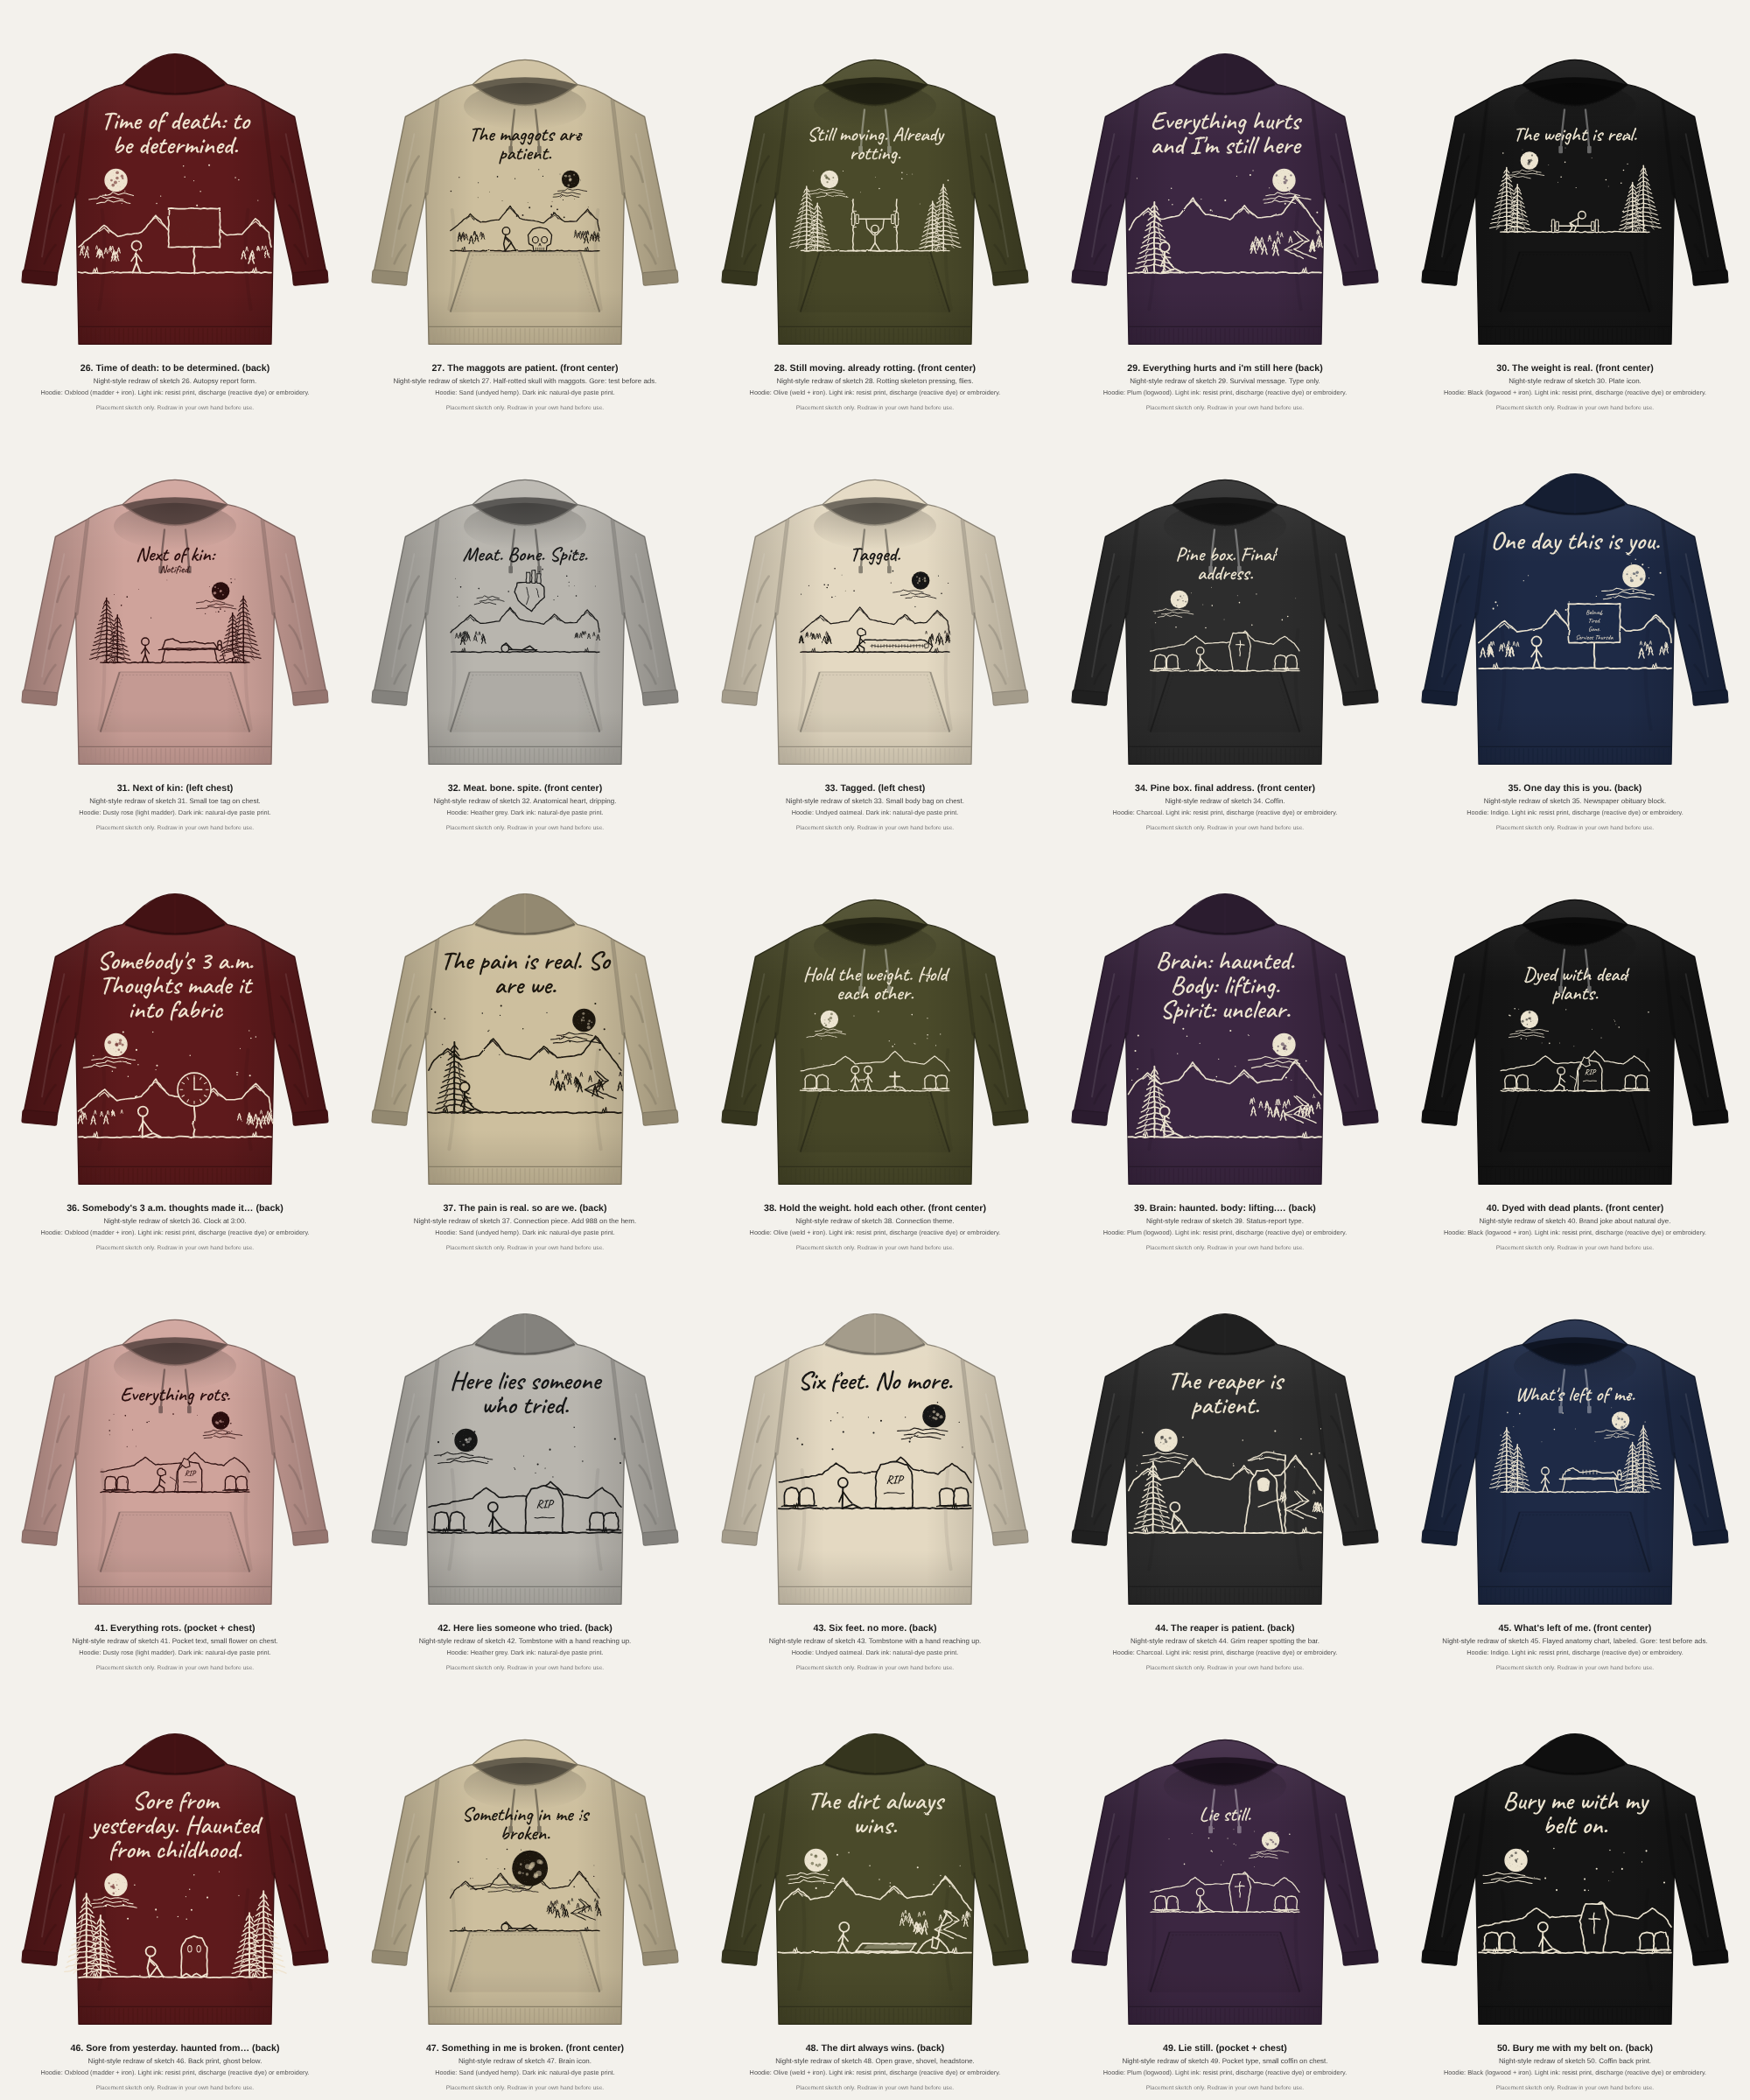 Time of death: to
be determined.
26. Time of death: to be determined. (back)
Night-style redraw of sketch 26. Autopsy report form.
Hoodie: Oxblood (madder + iron). Light ink: resist print, discharge (reactive dye) or embroidery.
Placement sketch only. Redraw in your own hand before use.
The maggots are
patient.
27. The maggots are patient. (front center)
Night-style redraw of sketch 27. Half-rotted skull with maggots. Gore: test before ads.
Hoodie: Sand (undyed hemp). Dark ink: natural-dye paste print.
Placement sketch only. Redraw in your own hand before use.
Still moving. Already
rotting.
28. Still moving. already rotting. (front center)
Night-style redraw of sketch 28. Rotting skeleton pressing, flies.
Hoodie: Olive (weld + iron). Light ink: resist print, discharge (reactive dye) or embroidery.
Placement sketch only. Redraw in your own hand before use.
Everything hurts
and I'm still here
29. Everything hurts and i'm still here (back)
Night-style redraw of sketch 29. Survival message. Type only.
Hoodie: Plum (logwood). Light ink: resist print, discharge (reactive dye) or embroidery.
Placement sketch only. Redraw in your own hand before use.
The weight is real.
30. The weight is real. (front center)
Night-style redraw of sketch 30. Plate icon.
Hoodie: Black (logwood + iron). Light ink: resist print, discharge (reactive dye) or embroidery.
Placement sketch only. Redraw in your own hand before use.
Next of kin:
Notified.
31. Next of kin: (left chest)
Night-style redraw of sketch 31. Small toe tag on chest.
Hoodie: Dusty rose (light madder). Dark ink: natural-dye paste print.
Placement sketch only. Redraw in your own hand before use.
Meat. Bone. Spite.
32. Meat. bone. spite. (front center)
Night-style redraw of sketch 32. Anatomical heart, dripping.
Hoodie: Heather grey. Dark ink: natural-dye paste print.
Placement sketch only. Redraw in your own hand before use.
Tagged.
33. Tagged. (left chest)
Night-style redraw of sketch 33. Small body bag on chest.
Hoodie: Undyed oatmeal. Dark ink: natural-dye paste print.
Placement sketch only. Redraw in your own hand before use.
Pine box. Final
address.
34. Pine box. final address. (front center)
Night-style redraw of sketch 34. Coffin.
Hoodie: Charcoal. Light ink: resist print, discharge (reactive dye) or embroidery.
Placement sketch only. Redraw in your own hand before use.
One day this is you.
Beloved.
Tired.
Gone.
Services Thursda
35. One day this is you. (back)
Night-style redraw of sketch 35. Newspaper obituary block.
Hoodie: Indigo. Light ink: resist print, discharge (reactive dye) or embroidery.
Placement sketch only. Redraw in your own hand before use.
Somebody's 3 a.m.
Thoughts made it
into fabric
36. Somebody's 3 a.m. thoughts made it… (back)
Night-style redraw of sketch 36. Clock at 3:00.
Hoodie: Oxblood (madder + iron). Light ink: resist print, discharge (reactive dye) or embroidery.
Placement sketch only. Redraw in your own hand before use.
The pain is real. So
are we.
37. The pain is real. so are we. (back)
Night-style redraw of sketch 37. Connection piece. Add 988 on the hem.
Hoodie: Sand (undyed hemp). Dark ink: natural-dye paste print.
Placement sketch only. Redraw in your own hand before use.
Hold the weight. Hold
each other.
38. Hold the weight. hold each other. (front center)
Night-style redraw of sketch 38. Connection theme.
Hoodie: Olive (weld + iron). Light ink: resist print, discharge (reactive dye) or embroidery.
Placement sketch only. Redraw in your own hand before use.
Brain: haunted.
Body: lifting.
Spirit: unclear.
39. Brain: haunted. body: lifting.… (back)
Night-style redraw of sketch 39. Status-report type.
Hoodie: Plum (logwood). Light ink: resist print, discharge (reactive dye) or embroidery.
Placement sketch only. Redraw in your own hand before use.
Dyed with dead
plants.
RIP
40. Dyed with dead plants. (front center)
Night-style redraw of sketch 40. Brand joke about natural dye.
Hoodie: Black (logwood + iron). Light ink: resist print, discharge (reactive dye) or embroidery.
Placement sketch only. Redraw in your own hand before use.
Everything rots.
RIP
41. Everything rots. (pocket + chest)
Night-style redraw of sketch 41. Pocket text, small flower on chest.
Hoodie: Dusty rose (light madder). Dark ink: natural-dye paste print.
Placement sketch only. Redraw in your own hand before use.
Here lies someone
who tried.
RIP
42. Here lies someone who tried. (back)
Night-style redraw of sketch 42. Tombstone with a hand reaching up.
Hoodie: Heather grey. Dark ink: natural-dye paste print.
Placement sketch only. Redraw in your own hand before use.
Six feet. No more.
RIP
43. Six feet. no more. (back)
Night-style redraw of sketch 43. Tombstone with a hand reaching up.
Hoodie: Undyed oatmeal. Dark ink: natural-dye paste print.
Placement sketch only. Redraw in your own hand before use.
The reaper is
patient.
44. The reaper is patient. (back)
Night-style redraw of sketch 44. Grim reaper spotting the bar.
Hoodie: Charcoal. Light ink: resist print, discharge (reactive dye) or embroidery.
Placement sketch only. Redraw in your own hand before use.
What's left of me.
45. What's left of me. (front center)
Night-style redraw of sketch 45. Flayed anatomy chart, labeled. Gore: test before ads.
Hoodie: Indigo. Light ink: resist print, discharge (reactive dye) or embroidery.
Placement sketch only. Redraw in your own hand before use.
Sore from
yesterday. Haunted
from childhood.
46. Sore from yesterday. haunted from… (back)
Night-style redraw of sketch 46. Back print, ghost below.
Hoodie: Oxblood (madder + iron). Light ink: resist print, discharge (reactive dye) or embroidery.
Placement sketch only. Redraw in your own hand before use.
Something in me is
broken.
47. Something in me is broken. (front center)
Night-style redraw of sketch 47. Brain icon.
Hoodie: Sand (undyed hemp). Dark ink: natural-dye paste print.
Placement sketch only. Redraw in your own hand before use.
The dirt always
wins.
48. The dirt always wins. (back)
Night-style redraw of sketch 48. Open grave, shovel, headstone.
Hoodie: Olive (weld + iron). Light ink: resist print, discharge (reactive dye) or embroidery.
Placement sketch only. Redraw in your own hand before use.
Lie still.
49. Lie still. (pocket + chest)
Night-style redraw of sketch 49. Pocket type, small coffin on chest.
Hoodie: Plum (logwood). Light ink: resist print, discharge (reactive dye) or embroidery.
Placement sketch only. Redraw in your own hand before use.
Bury me with my
belt on.
50. Bury me with my belt on. (back)
Night-style redraw of sketch 50. Coffin back print.
Hoodie: Black (logwood + iron). Light ink: resist print, discharge (reactive dye) or embroidery.
Placement sketch only. Redraw in your own hand before use.